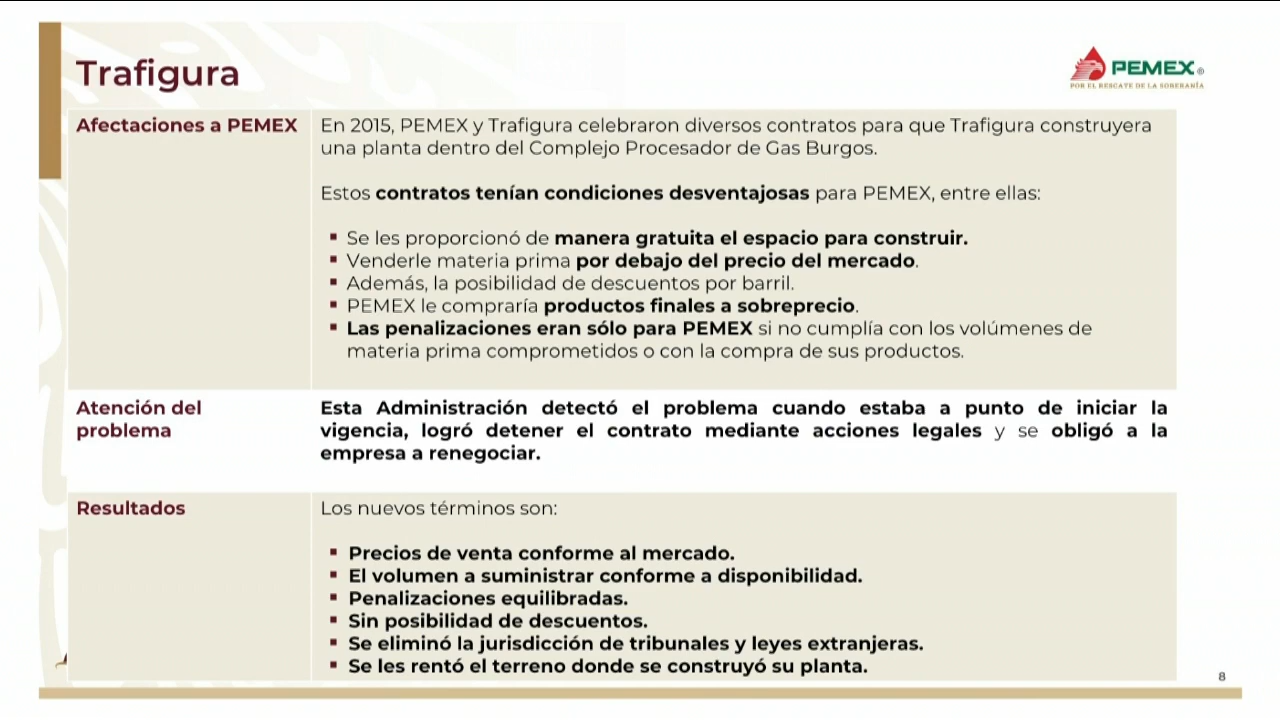 Trafigura
PEMEX®
POR EL RESCATE DE LA SOBERANÍA
Afectaciones a PEMEX
En 2015, PEMEX y Trafigura celebraron diversos contratos para que Trafigura construyera
una planta dentro del Complejo Procesador de Gas Burgos.
Estos contratos tenían condiciones desventajosas para PEMEX, entre ellas:
▪ Se les proporcionó de manera gratuita el espacio para construir.
▪ Venderle materia prima por debajo del precio del mercado.
▪ Además, la posibilidad de descuentos por barril.
▪ PEMEX le compraría productos finales a sobreprecio.
▪ Las penalizaciones eran sólo para PEMEX si no cumplía con los volúmenes de
materia prima comprometidos o con la compra de sus productos.
Atención del
problema
Esta Administración detectó el problema cuando estaba a punto de iniciar la
vigencia, logró detener el contrato mediante acciones legales y se obligó a la
empresa a renegociar.
Resultados
Los nuevos términos son:
▪ Precios de venta conforme al mercado.
▪ El volumen a suministrar conforme a disponibilidad.
▪ Penalizaciones equilibradas.
▪ Sin posibilidad de descuentos.
▪ Se eliminó la jurisdicción de tribunales y leyes extranjeras.
▪ Se les rentó el terreno donde se construyó su planta.
8